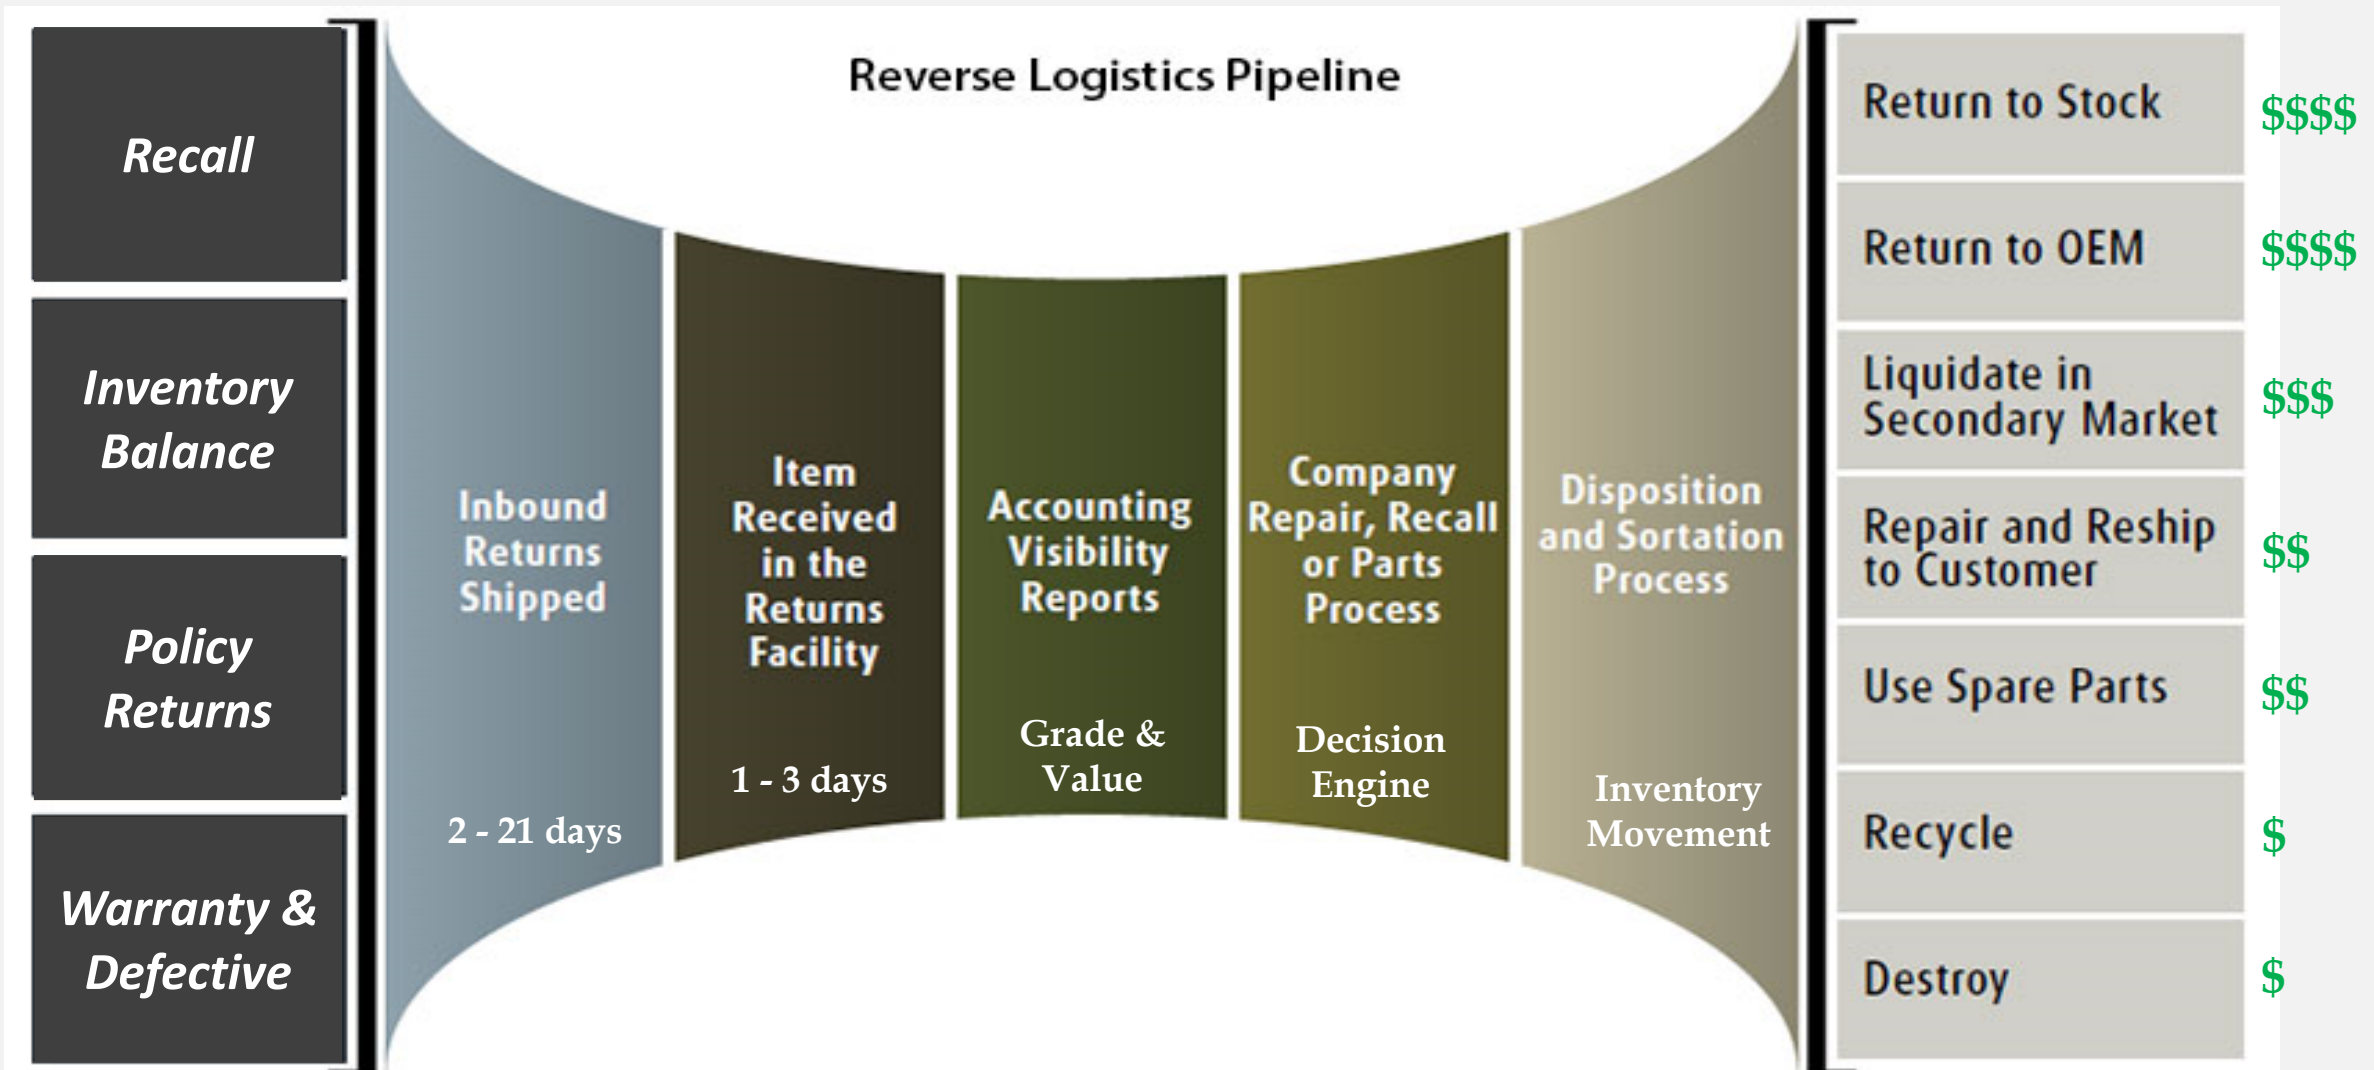 Reverse Logistics Pipeline
Recall
Inventory
Balance
Policy
Returns
Warranty &
Defective
Inbound
Returns
Shipped
2 - 21 days
Item
Received
in the
Returns
Facility
1 - 3 days
Accounting
Visibility
Reports
Grade &
Value
Company
Repair, Recall
or Parts
Process
Decision
Engine
Disposition
and Sortation
Process
Inventory
Movement
Return to Stock
$$$$
Return to OEM
$$$$
Liquidate in
Secondary Market
$$$
Repair and Reship
to Customer
$$
Use Spare Parts
$$
Recycle
$
Destroy
$